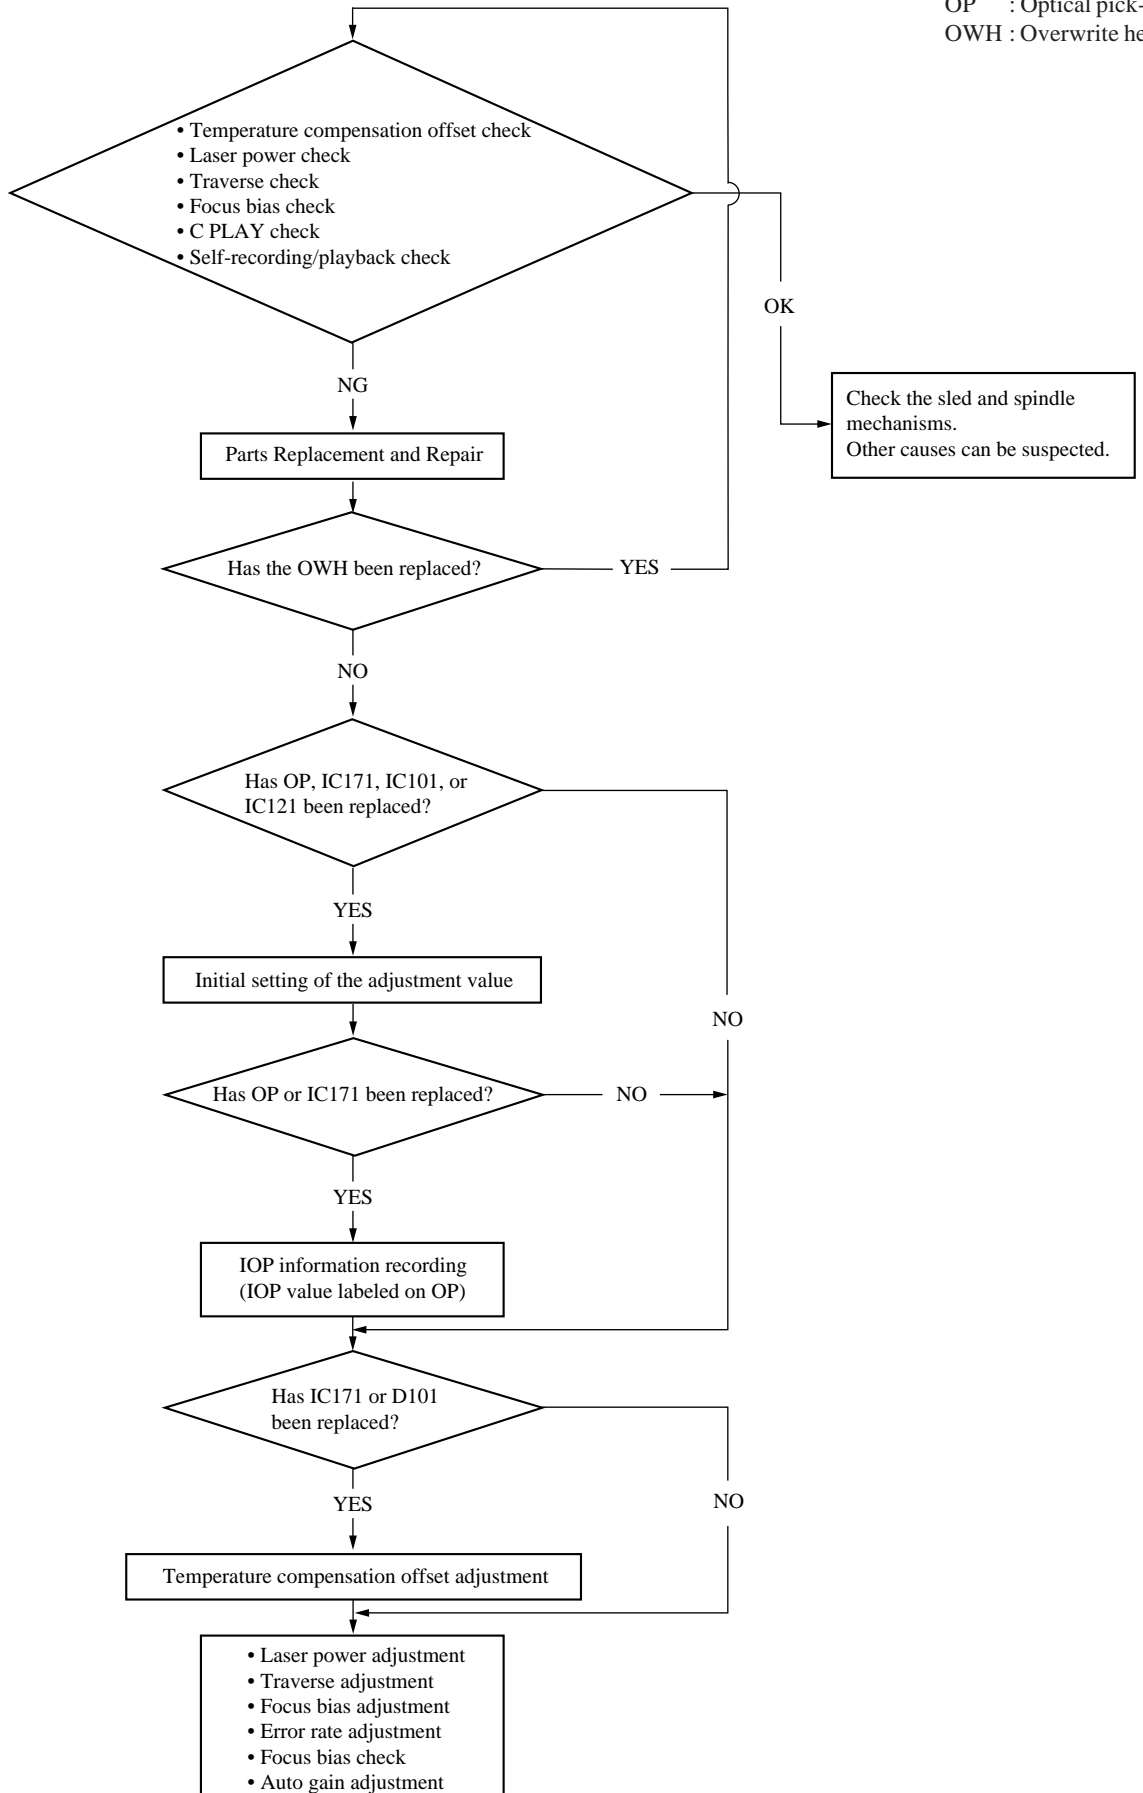 OP : Optical pick-
OWH : Overwrite he
• Temperature compensation offset check
• Laser power check
• Traverse check
• Focus bias check
• C PLAY check
• Self-recording/playback check
OK
NG
Check the sled and spindle
mechanisms.
Other causes can be suspected.
Parts Replacement and Repair
Has the OWH been replaced?
YES
NO
Has OP, IC171, IC101, or
IC121 been replaced?
YES
Initial setting of the adjustment value
NO
Has OP or IC171 been replaced?
NO
YES
IOP information recording
(IOP value labeled on OP)
Has IC171 or D101
been replaced?
YES
NO
Temperature compensation offset adjustment
• Laser power adjustment
• Traverse adjustment
• Focus bias adjustment
• Error rate adjustment
• Focus bias check
• Auto gain adjustment